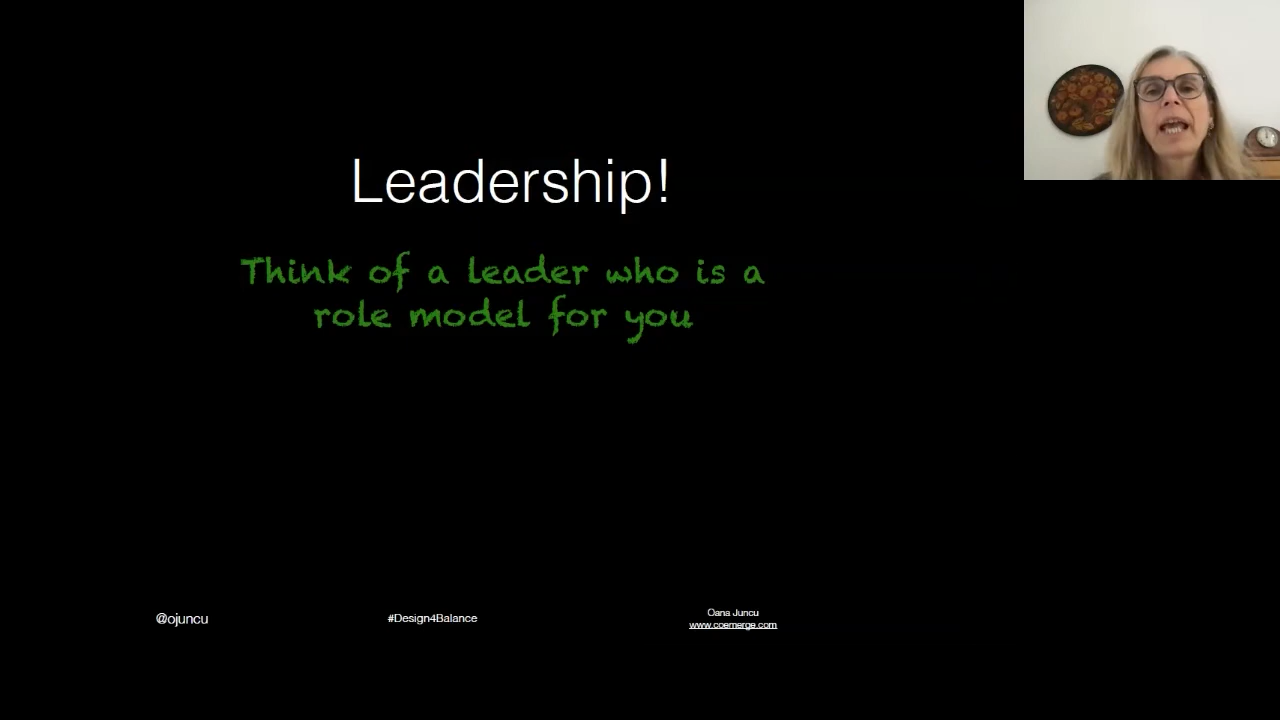 Leadership!
Think of a leader who is a
role model for you
@ojuncu
#Design4Balance
Oana Juncu
www.coemerge.com